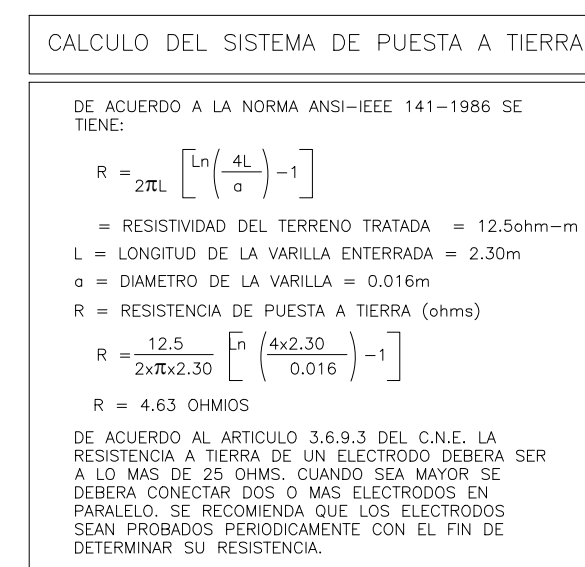 CALCULO DEL SISTEMA DE PUESTA A TIERRA
DE ACUERDO A LA NORMA ANSI-IEEE 141-1986 SE
TIENE:
R = 2πL [Ln(4L/a) -1]
= RESISTIVIDAD DEL TERRENO TRATADA = 12.5ohm-m
L = LONGITUD DE LA VARILLA ENTERRADA = 2.30m
a = DIAMETRO DE LA VARILLA = 0.016m
R = RESISTENCIA DE PUESTA A TIERRA (ohms)
R = 12.5/2xπx2.30 [Ln (4x2.30/0.016) -1]
R = 4.63 OHMIOS
DE ACUERDO AL ARTICULO 3.6.9.3 DEL C.N.E. LA
RESISTENCIA A TIERRA DE UN ELECTRODO DEBERA SER
A LO MAS DE 25 OHMS. CUANDO SEA MAYOR SE
DEBERA CONECTAR DOS O MAS ELECTRODOS EN
PARALELO. SE RECOMIENDA QUE LOS ELECTRODOS
SEAN PROBADOS PERIODICAMENTE CON EL FIN DE
DETERMINAR SU RESISTENCIA.